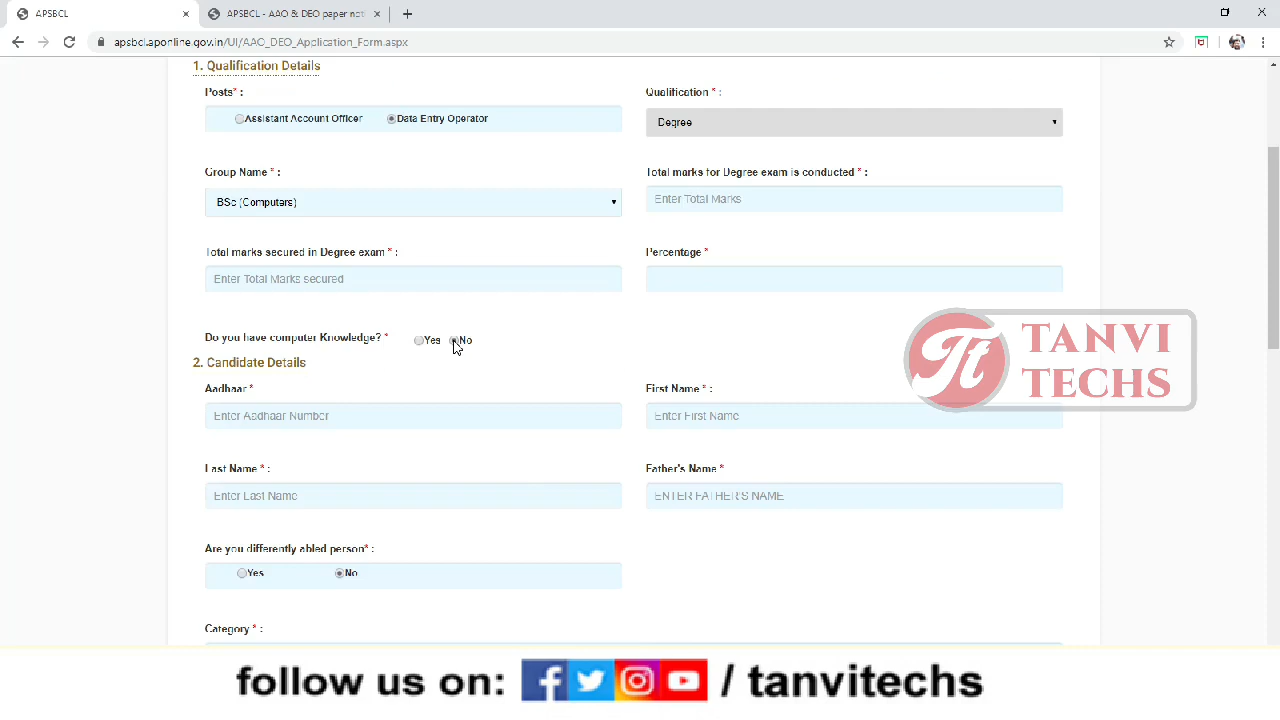 APSBCL
APSBCL - AAO & DEO paper noti
apsbcl.aponline.gov.in/UI/AAO_DEO_Application_Form.aspx
1. Qualification Details
Posts* :
Qualification * :
Assistant Account Officer
Data Entry Operator
Degree
Group Name * :
Total marks for Degree exam is conducted * :
BSc (Computers)
Enter Total Marks
Total marks secured in Degree exam * :
Percentage *
Enter Total Marks secured
Do you have computer Knowledge? *
Yes
No
2. Candidate Details
Aadhaar *
First Name * :
Enter Aadhaar Number
Enter First Name
Last Name * :
Father's Name *
Enter Last Name
ENTER FATHER'S NAME
Are you differently abled person* :
Yes
No
Category * :
Tt
TANVI
TECHS
follow us on: / tanvitechs